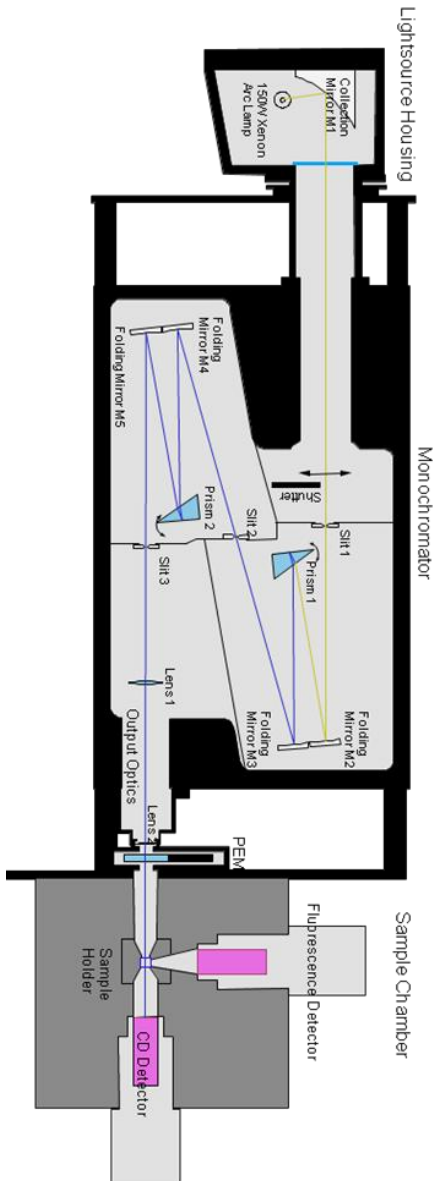 Lightsource Housing
Collection
Mirror M1
150W Xenon
Arc Lamp
Monochromator
Folding
Mirror M4
Folding Mirror M5
Shutter
Slit 1
Prism 2
Slit 2
Slit 3
Prism 1
Lens 1
Folding
Mirror M2
Folding
Mirror M3
Output Optics
Lens 2
PEM
Sample Chamber
Fluorescence Detector
Sample
Holder
CD Detector